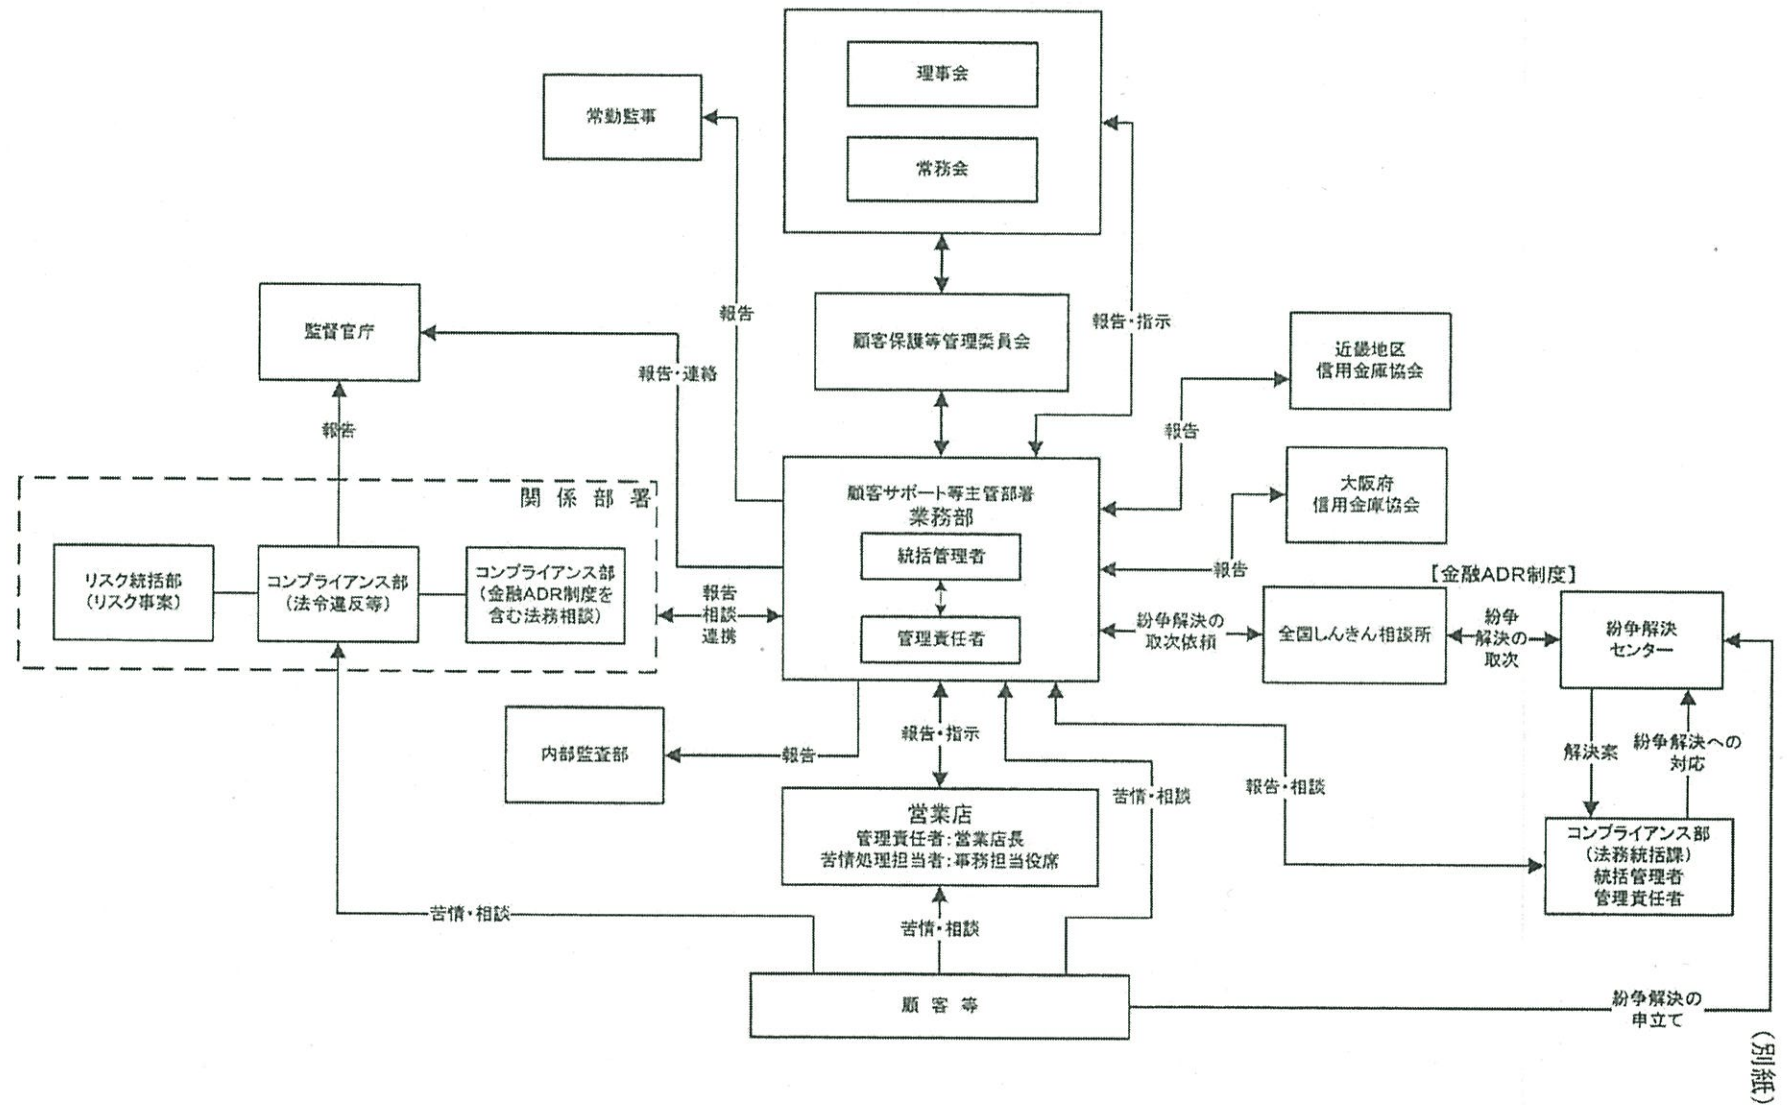 理事会
常勤監事
常務会
監督官庁
報告
顧客保護等管理委員会
報告・指示
近畿地区
信用金庫協会
報告・連絡
報告
報告
関係部署
顧客サポート等主管部署
業務部
大阪府
信用金庫協会
統括管理者
リスク統括部
(リスク事案)
コンプライアンス部
(法令違反等)
コンプライアンス部
(金融ADR制度を
含む法務相談)
報告
相談
連携
報告
【金融ADR制度】
管理責任者
紛争解決の
取次依頼
全国しんきん相談所
紛争
解決の
取次
紛争解決
センター
内部監査部
報告
報告・指示
苦情・相談
報告・相談
解決案
紛争解決への
対応
営業店
管理責任者:営業店長
苦情処理担当者:事務担当役席
コンプライアンス部
(法務統括課)
統括管理者
管理責任者
苦情・相談
苦情・相談
顧客等
紛争解決の
申立て
(別紙)